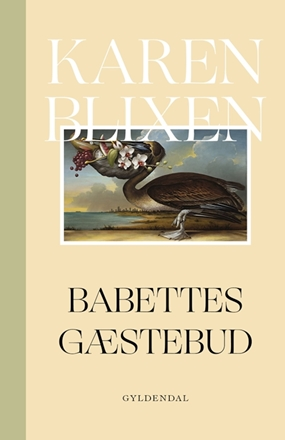 KAREN
BLIXEN
BABETTES
GÆSTEBUD
GYLDENDAL